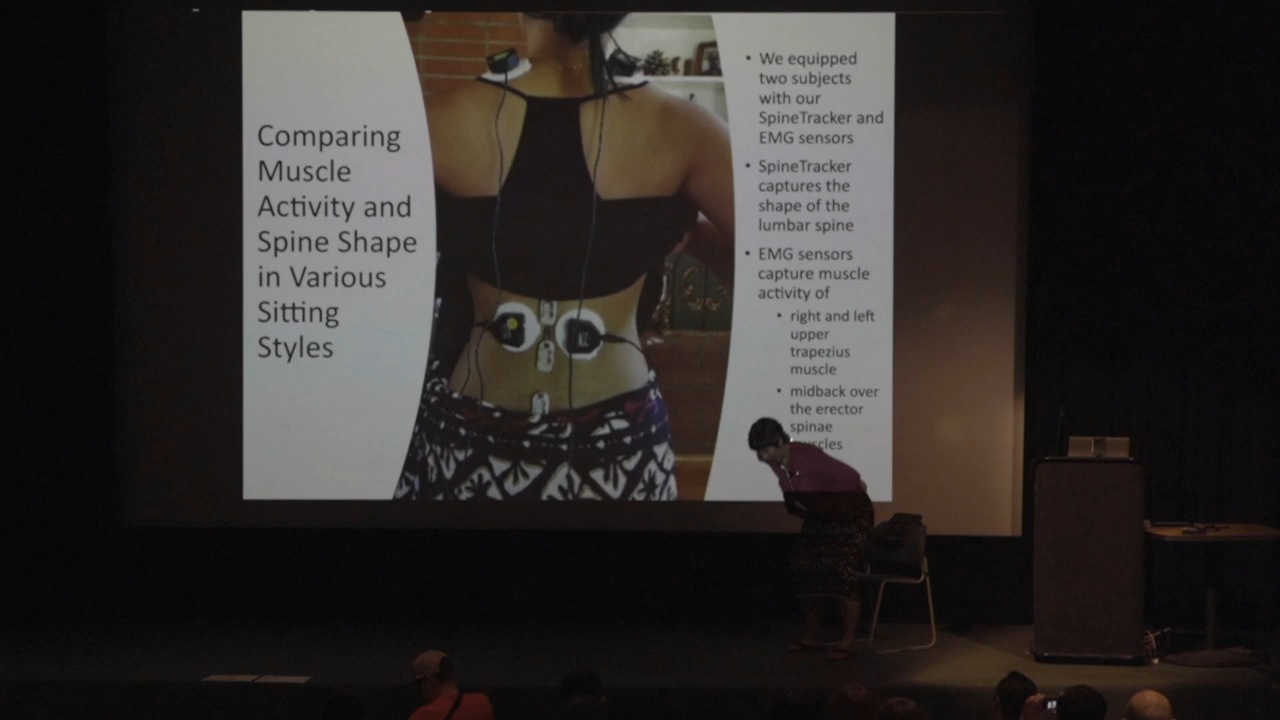 Comparing
Muscle
Activity and
Spine Shape
in Various
Sitting
Styles
• We equipped
two subjects
with our
SpineTracker and
EMG sensors
• SpineTracker
captures the
shape of the
lumbar spine
• EMG sensors
capture muscle
activity of
• right and left
upper
trapezius
muscle
• midback over
the erector
spinae
muscles